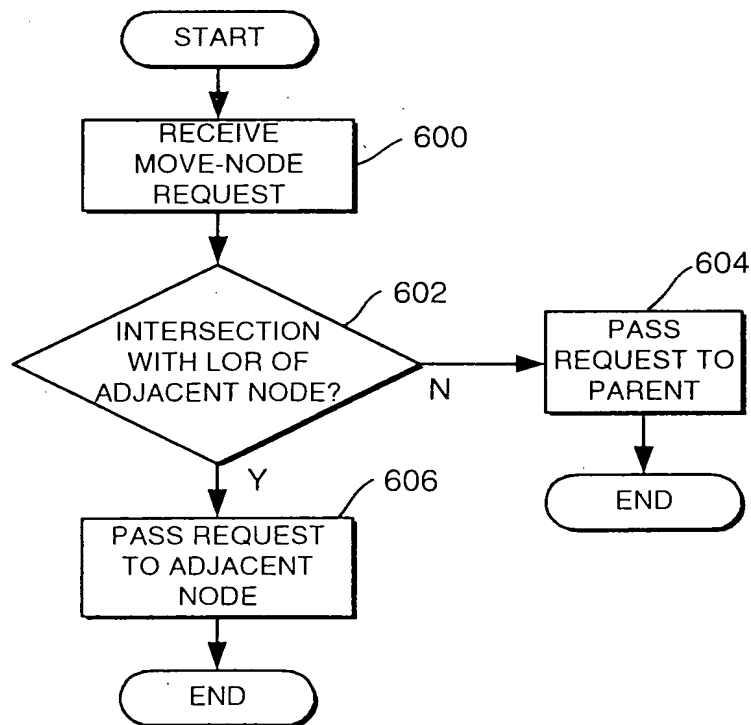 START
RECEIVE
MOVE-NODE
REQUEST
600
INTERSECTION
WITH LOR OF
ADJACENT NODE?
602
N
604
PASS
REQUEST TO
PARENT
END
Y
606
PASS REQUEST
TO ADJACENT
NODE
END